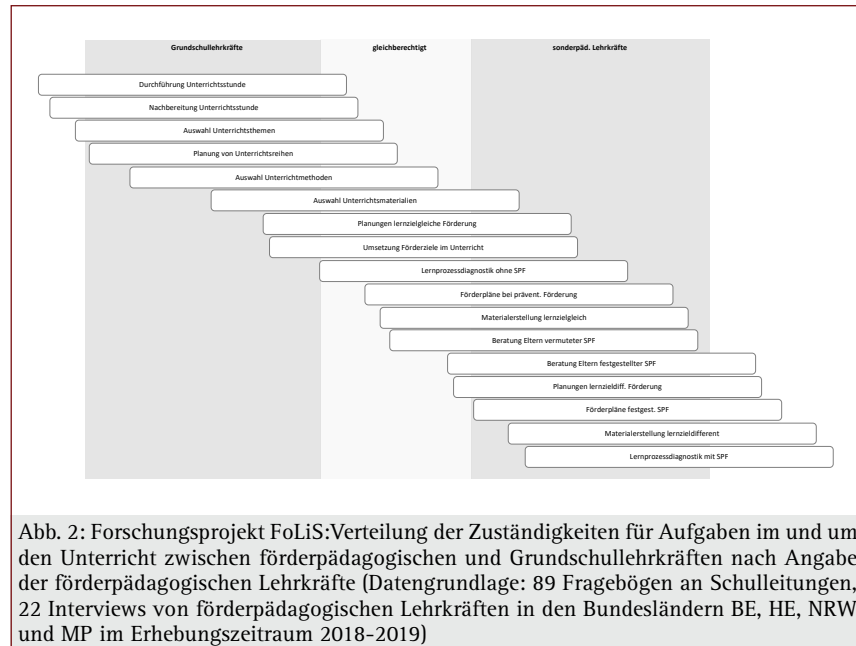 Grundschullehrkräfte gleichberechtigt sonderpäd. Lehrkräfte
Durchführung Unterrichtsstunde
Nachbereitung Unterrichtsstunde
Auswahl Unterrichtsthemen
Planung von Unterrichtsreihen
Auswahl Unterrichtmethoden
Auswahl Unterrichtsmaterialien
Planungen lernzielgleiche Förderung
Umsetzung Förderziele im Unterricht
Lernprozessdiagnostik ohne SPF
Förderpläne bei prävent. Förderung
Materialerstellung lernzielgleich
Beratung Eltern vermuteter SPF
Beratung Eltern festgestellter SPF
Planungen lernzieldiff. Förderung
Förderpläne festgest. SPF
Materialerstellung lernzieldifferent
Lernprozessdiagnostik mit SPF
Abb. 2: Forschungsprojekt FoLiS:Verteilung der Zuständigkeiten für Aufgaben im und um
den Unterricht zwischen förderpädagogischen und Grundschullehrkräften nach Angabe
der förderpädagogischen Lehrkräfte (Datengrundlage: 89 Fragebögen an Schulleitungen,
22 Interviews von förderpädagogischen Lehrkräften in den Bundesländern BE, HE, NRW
und MP im Erhebungszeitraum 2018-2019)